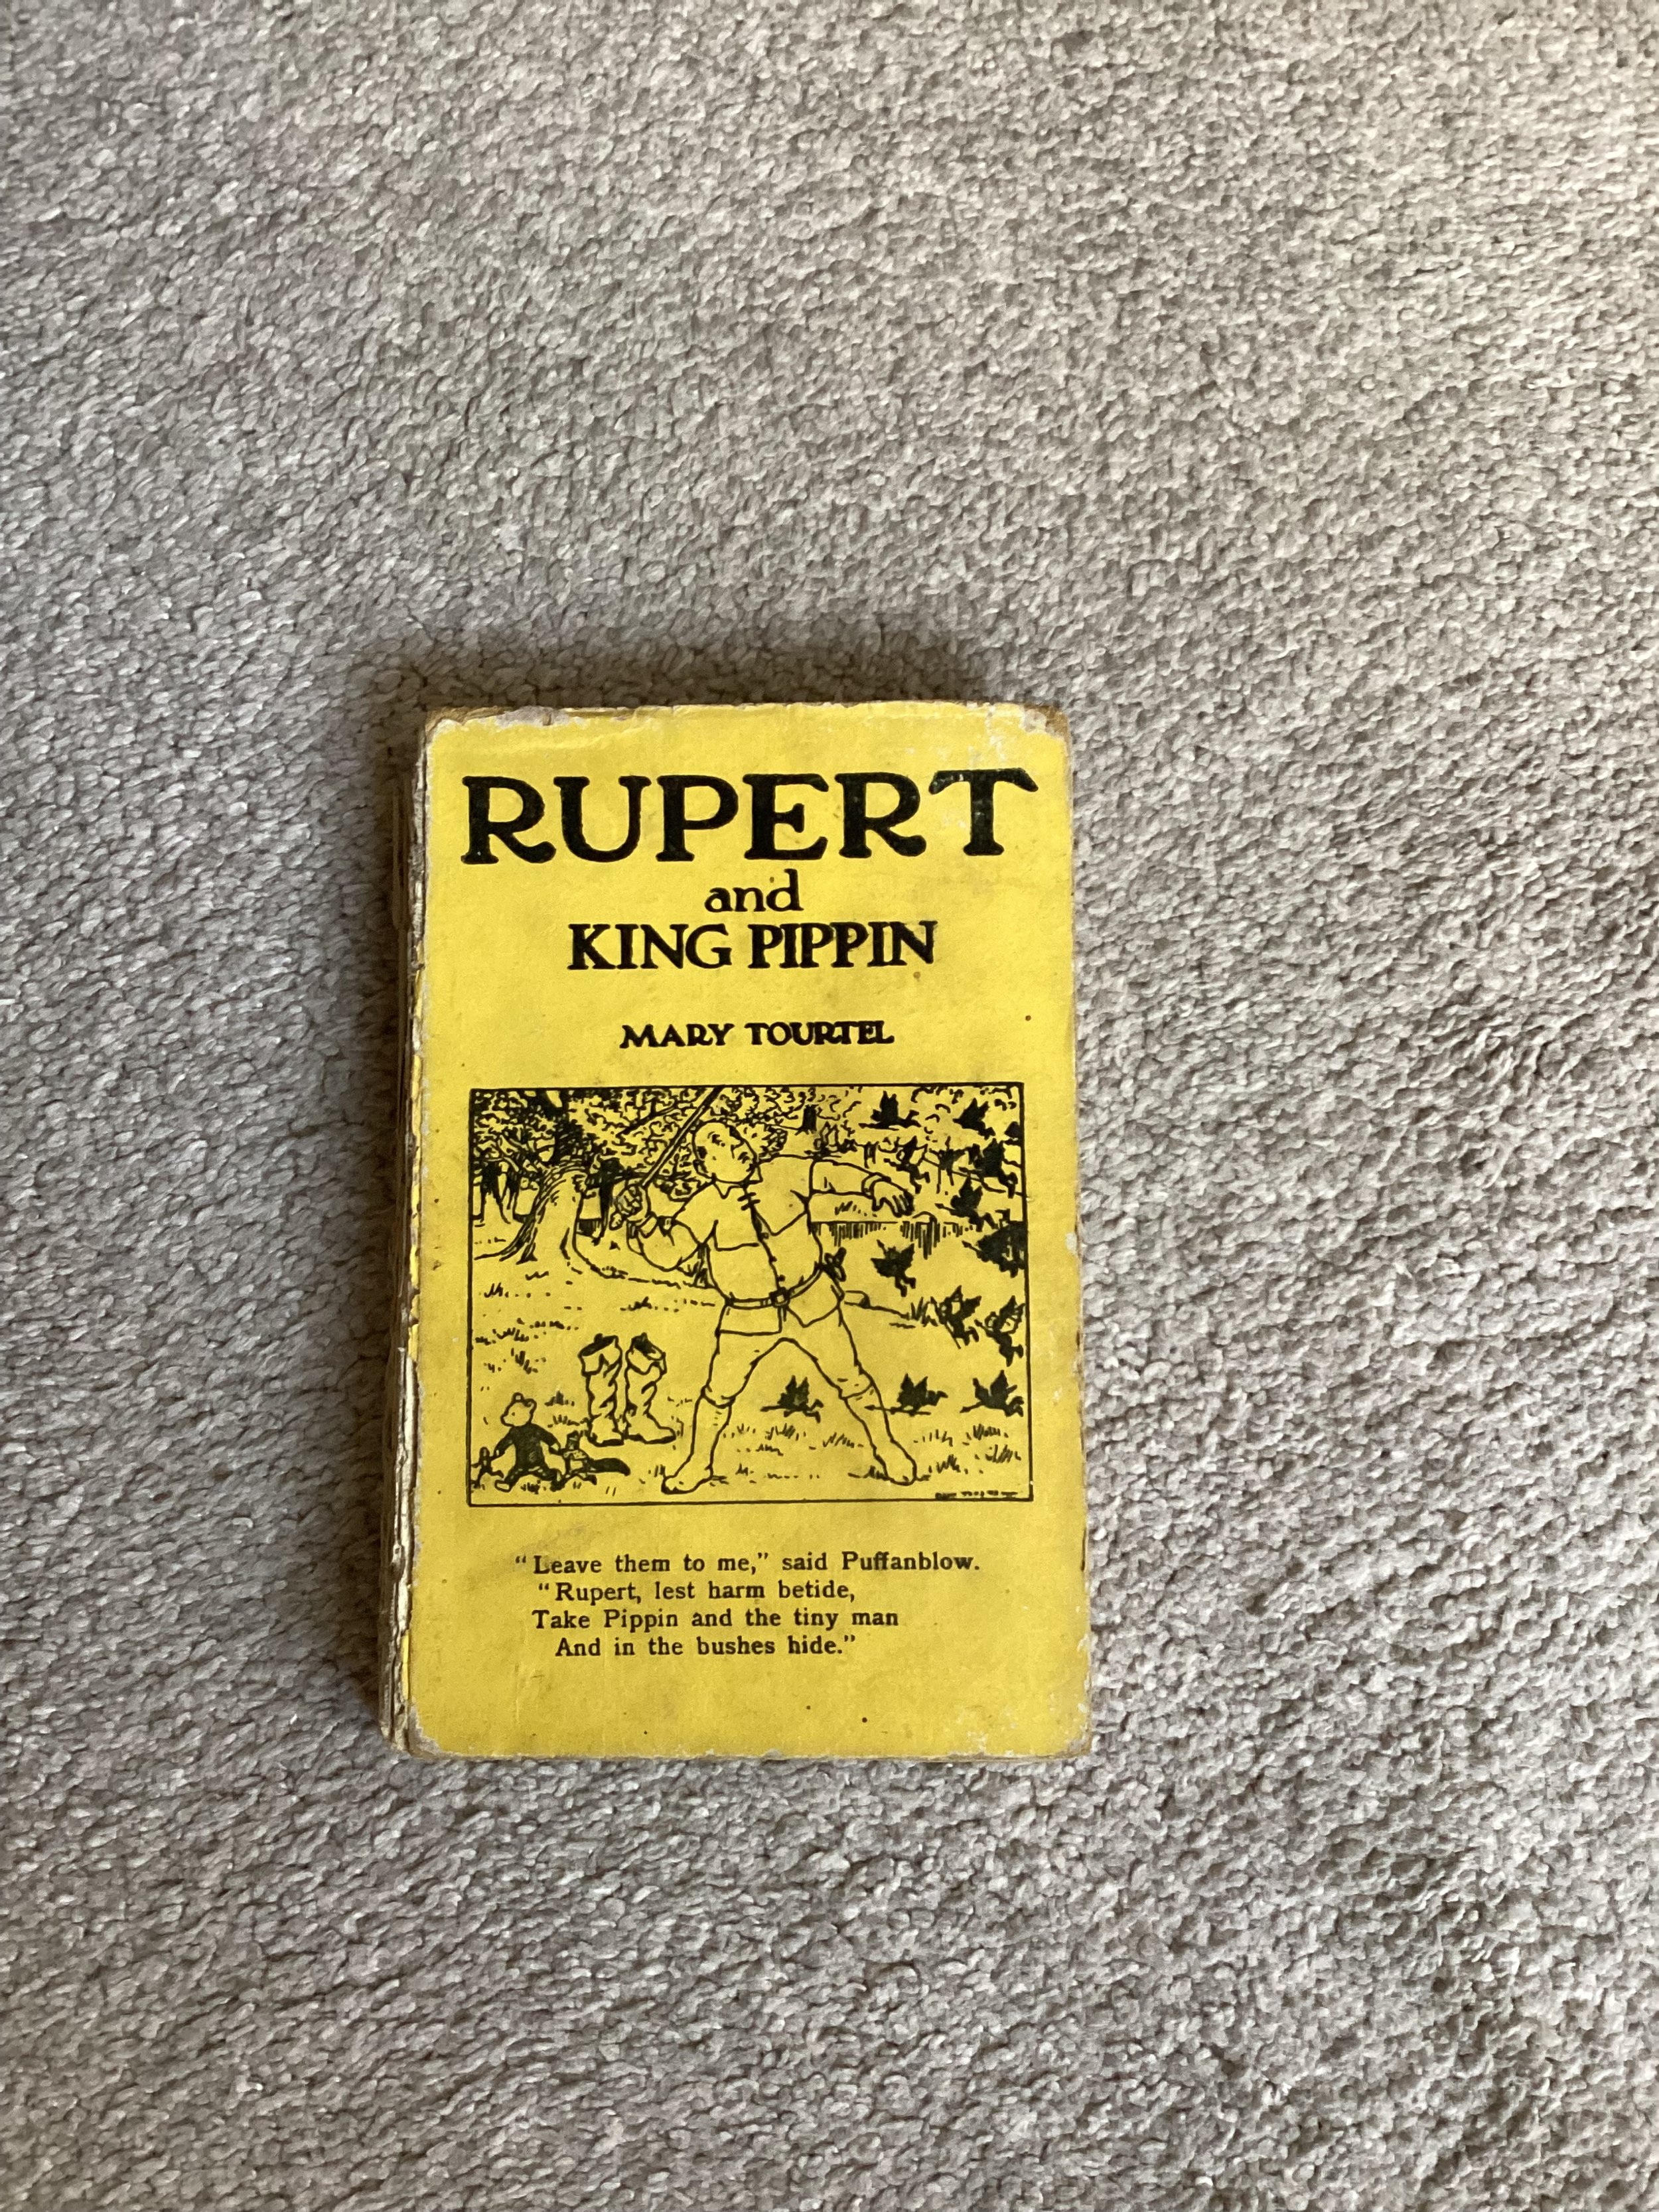 RUPERT
and
KING PIPPIN
MARY TOURTEL
“Leave them to me,” said Puffanblow.
“Rupert, lest harm betide,
Take Pippin and the tiny man
And in the bushes hide.”